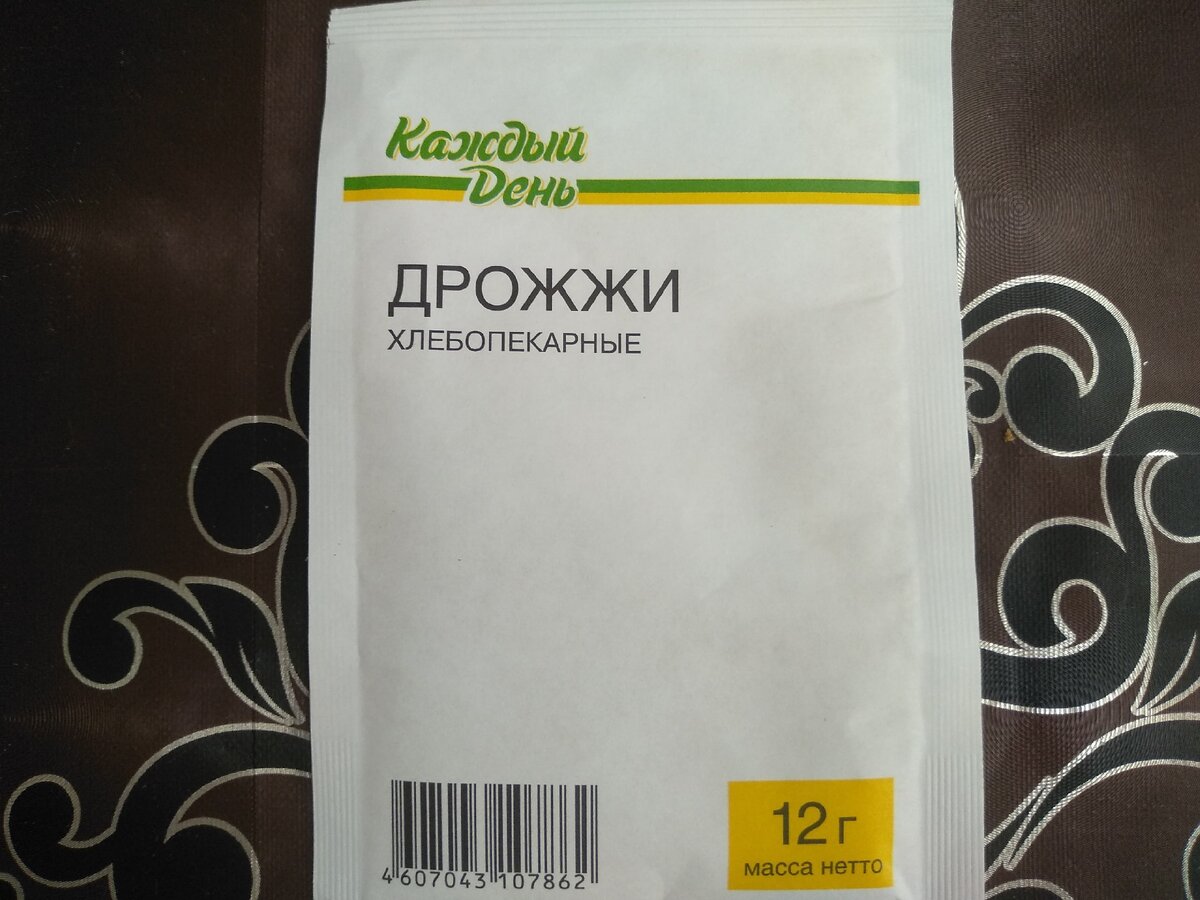 Каждый
День
ДРОЖЖИ
ХЛЕБОПЕКАРНЫЕ
12 г
масса нетто
4 607043 107862